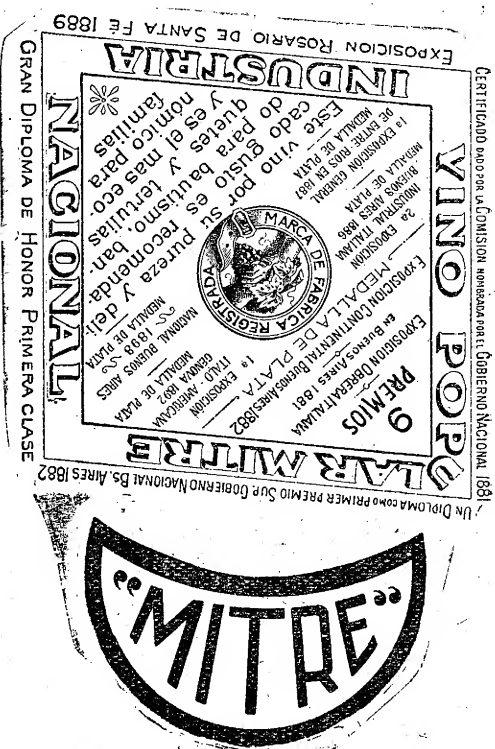 CERTIFICADO DADO POR LA COMISION NOMBRADA POR EL GOBIERNO NACIONAL 1881
UN DIPLOMA COMO PRIMER PREMIO SUP. GOBIERNO NACIONAL BS. AIRES 1882
GRAN DIPLOMA DE HONOR PRIMERA CLASE
EXPOSICION ROSARIO DE SANTA FÉ 1889
VINO POPULAR MITRE
INDUSTRIA
NACIONAL
9
PREMIOS
EXPOSICION OBRERA ITALIANA
EN BUENOS AIRES 1881
EXPOSICION CONTINENTAL BUENOS AIRES 1882
MEDALLA DE PLATA
2a EXPOSICION
INDUSTRIAL ITALIANA
BUENOS AIRES 1886
MEDALLA DE PLATA
1a EXPOSICION GENERAL
DE ENTRE-RIOS EN 1887
MEDALLA DE PLATA
1a EXPOSICIÓN
ITALO-AMERICANA
GENOVA 1892
MEDALLA DE PLATA
NACIONAL BUENOS AIRES
1898
MEDALLA DE PLATA
MARCA DE FABRICA REGISTRADA
Este vino por su pureza y deli-
cado gusto es recomenda-
do para bautismo, ban-
quetes y tertulias
y es el mas eco-
nómico para
familias
"MITRE"